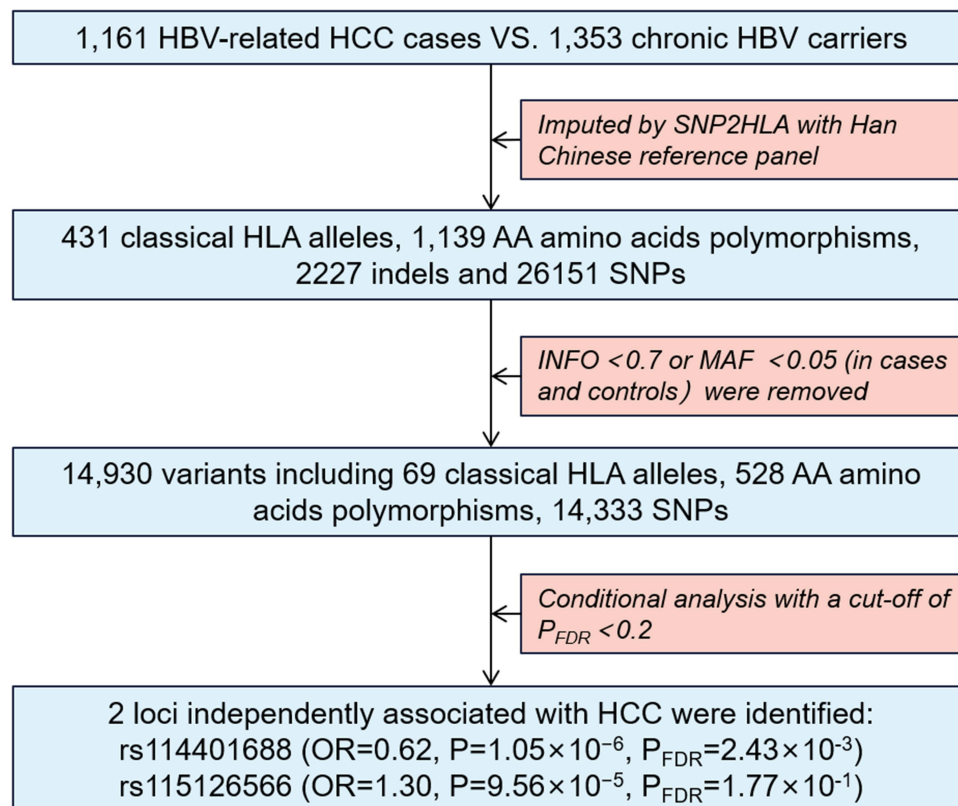 1,161 HBV-related HCC cases VS. 1,353 chronic HBV carriers
Imputed by SNP2HLA with Han
Chinese reference panel
431 classical HLA alleles, 1,139 AA amino acids polymorphisms,
2227 indels and 26151 SNPs
INFO <0.7 or MAF <0.05 (in cases
and controls) were removed
14,930 variants including 69 classical HLA alleles, 528 AA amino
acids polymorphisms, 14,333 SNPs
Conditional analysis with a cut-off of
P_FDR <0.2
2 loci independently associated with HCC were identified:
rs114401688 (OR=0.62, P=1.05×10⁻⁶, P_FDR=2.43×10⁻³)
rs115126566 (OR=1.30, P=9.56×10⁻⁵, P_FDR=1.77×10⁻¹)